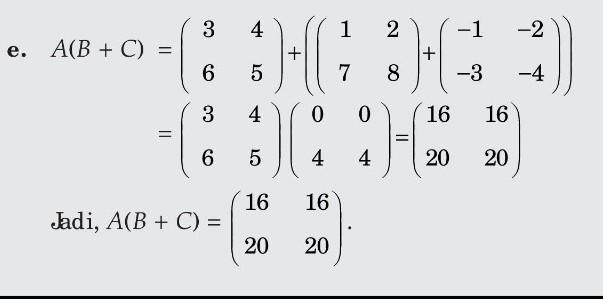 e. A(B + C) = (3 4; 6 5) + ((1 2; 7 8) + (−1 −2; −3 −4))
= (3 4; 6 5) (0 0; 4 4) = (16 16; 20 20)
Jadi, A(B + C) = (16 16; 20 20).